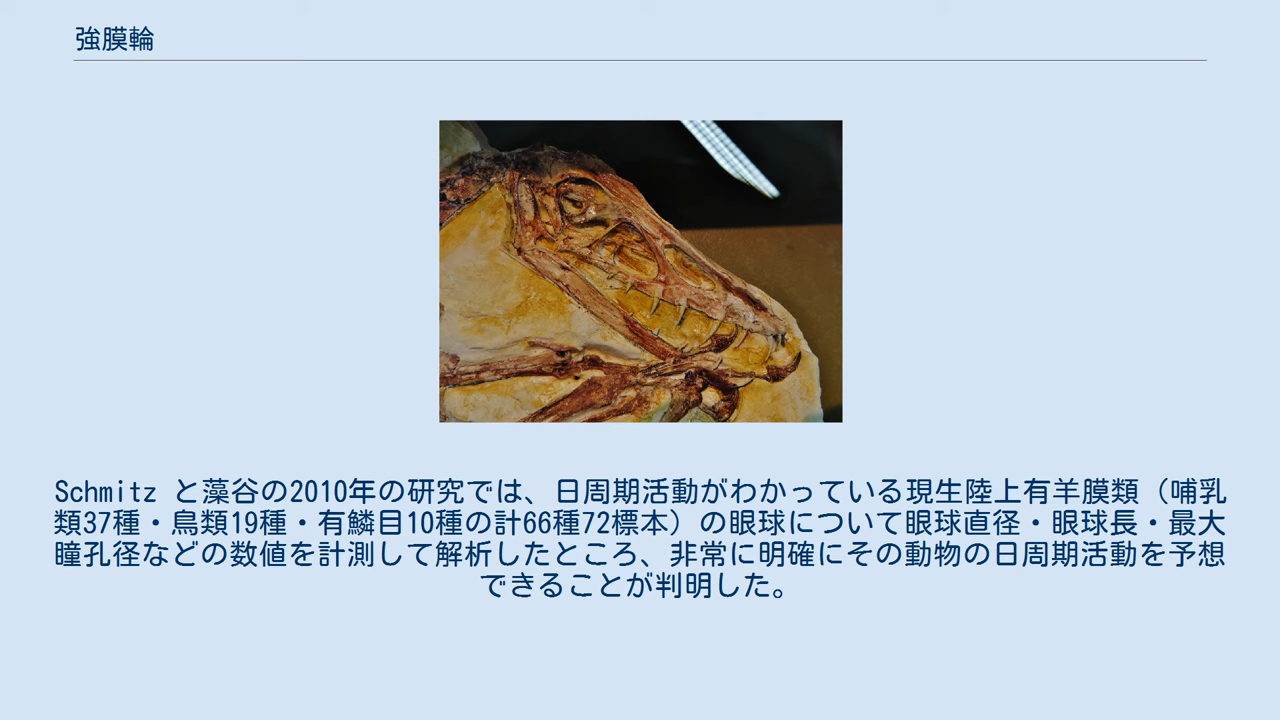 強膜輪
Schmitz と藻谷の2010年の研究では、日周期活動がわかっている現生陸上有羊膜類（哺乳
類37種・鳥類19種・有鱗目10種の計66種72標本）の眼球について眼球直径・眼球長・最大
瞳孔径などの数値を計測して解析したところ、非常に明確にその動物の日周期活動を予想
できることが判明した。